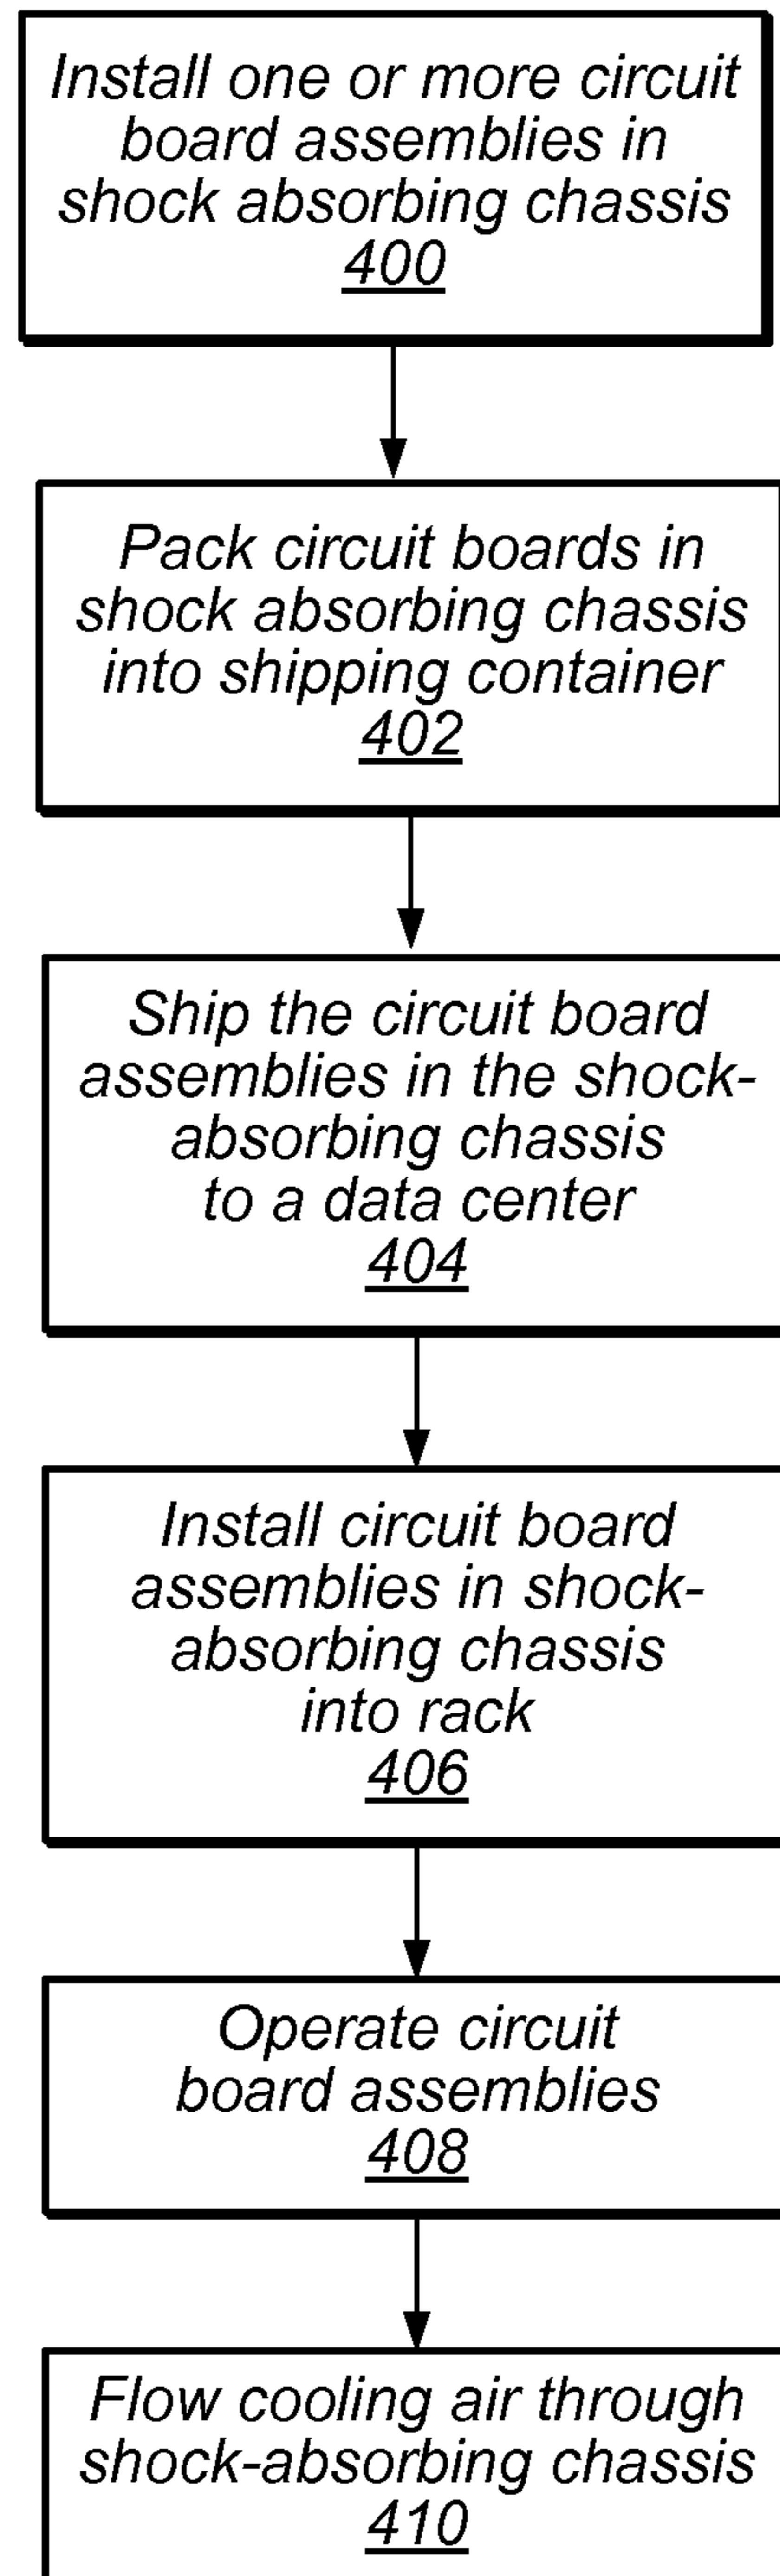 Install one or more circuit
board assemblies in
shock absorbing chassis
400
Pack circuit boards in
shock absorbing chassis
into shipping container
402
Ship the circuit board
assemblies in the shock-
absorbing chassis
to a data center
404
Install circuit board
assemblies in shock-
absorbing chassis
into rack
406
Operate circuit
board assemblies
408
Flow cooling air through
shock-absorbing chassis
410